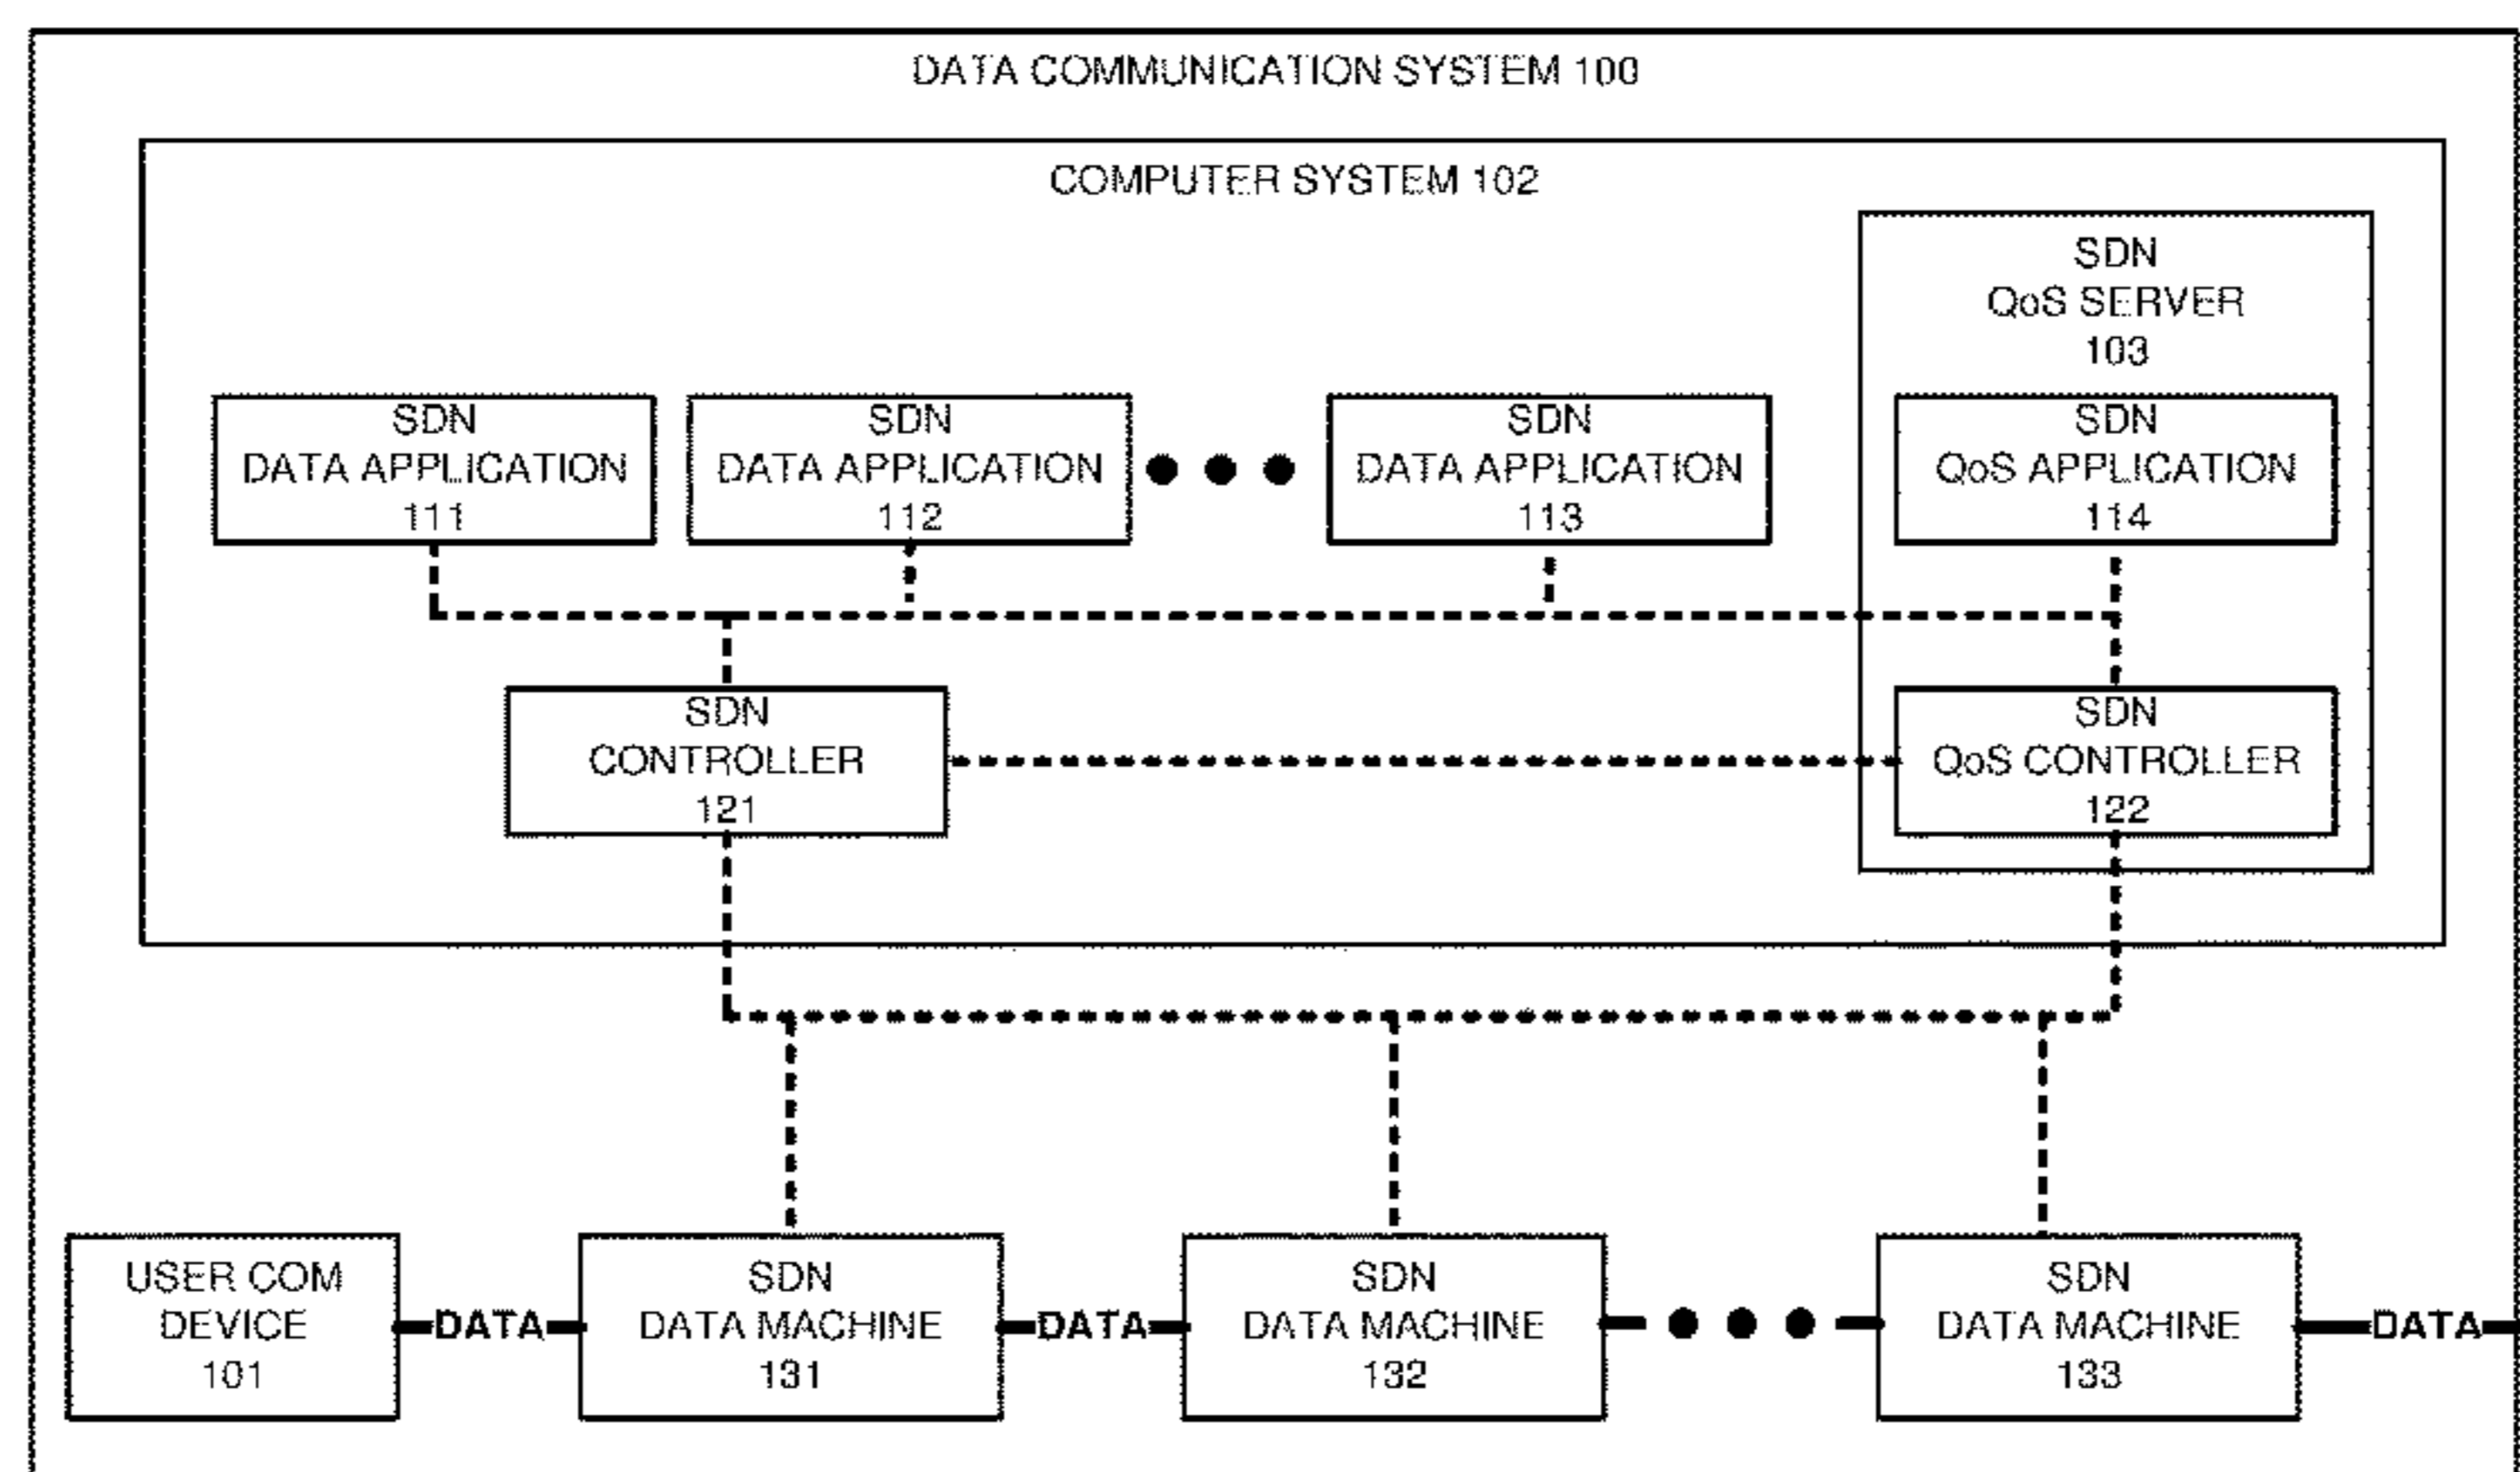 DATA COMMUNICATION SYSTEM 100
COMPUTER SYSTEM 102
SDN
QoS SERVER
103
SDN
DATA APPLICATION
111
SDN
DATA APPLICATION
112
SDN
DATA APPLICATION
113
SDN
QoS APPLICATION
114
SDN
CONTROLLER
121
SDN
QoS CONTROLLER
122
USER COM
DEVICE
101
DATA
SDN
DATA MACHINE
131
DATA
SDN
DATA MACHINE
132
SDN
DATA MACHINE
133
DATA